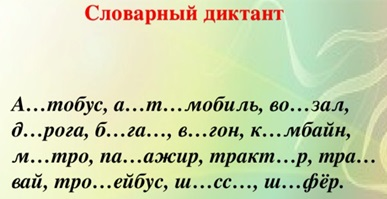 Словарный диктант
А…тобус, а…т…мобиль, во…зал,
д…рога, б…га…, в…гон, к…мбайн,
м…тро, па…ажир, тракт…р, тра…
вай, тро…ейбус, ш…сс…, ш…фёр.